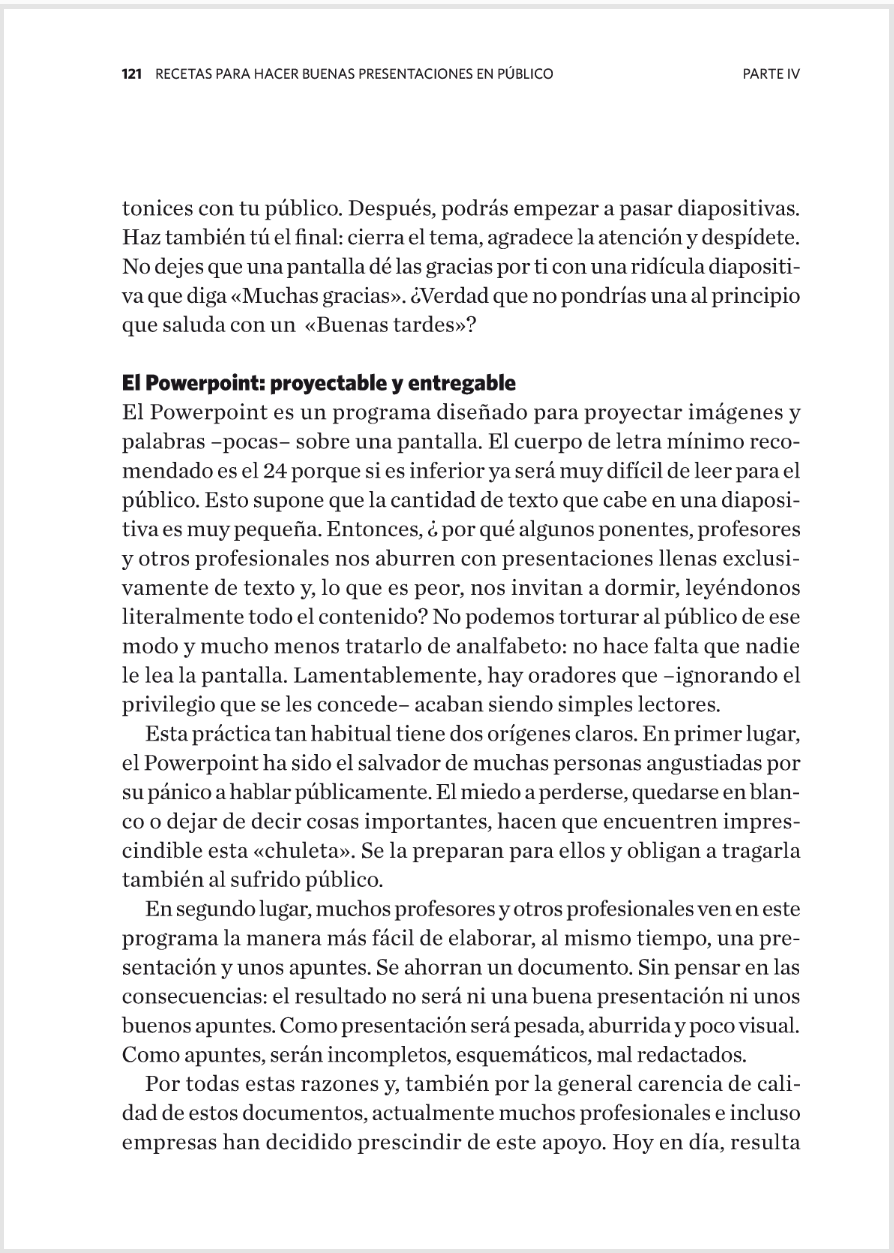 121 RECETAS PARA HACER BUENAS PRESENTACIONES EN PÚBLICO PARTE IV
tonices con tu público. Después, podrás empezar a pasar diapositivas.
Haz también tú el final: cierra el tema, agradece la atención y despídete.
No dejes que una pantalla dé las gracias por ti con una ridícula diapositi-
va que diga «Muchas gracias». ¿Verdad que no pondrías una al principio
que saluda con un «Buenas tardes»?
El Powerpoint: proyectable y entregable
El Powerpoint es un programa diseñado para proyectar imágenes y
palabras –pocas– sobre una pantalla. El cuerpo de letra mínimo reco-
mendado es el 24 porque si es inferior ya será muy difícil de leer para el
público. Esto supone que la cantidad de texto que cabe en una diaposi-
tiva es muy pequeña. Entonces, ¿ por qué algunos ponentes, profesores
y otros profesionales nos aburren con presentaciones llenas exclusi-
vamente de texto y, lo que es peor, nos invitan a dormir, leyéndonos
literalmente todo el contenido? No podemos torturar al público de ese
modo y mucho menos tratarlo de analfabeto: no hace falta que nadie
le lea la pantalla. Lamentablemente, hay oradores que –ignorando el
privilegio que se les concede– acaban siendo simples lectores.
Esta práctica tan habitual tiene dos orígenes claros. En primer lugar,
el Powerpoint ha sido el salvador de muchas personas angustiadas por
su pánico a hablar públicamente. El miedo a perderse, quedarse en blan-
co o dejar de decir cosas importantes, hacen que encuentren impres-
cindible esta «chuleta». Se la preparan para ellos y obligan a tragarla
también al sufrido público.
En segundo lugar, muchos profesores y otros profesionales ven en este
programa la manera más fácil de elaborar, al mismo tiempo, una pre-
sentación y unos apuntes. Se ahorran un documento. Sin pensar en las
consecuencias: el resultado no será ni una buena presentación ni unos
buenos apuntes. Como presentación será pesada, aburrida y poco visual.
Como apuntes, serán incompletos, esquemáticos, mal redactados.
Por todas estas razones y, también por la general carencia de cali-
dad de estos documentos, actualmente muchos profesionales e incluso
empresas han decidido prescindir de este apoyo. Hoy en día, resulta